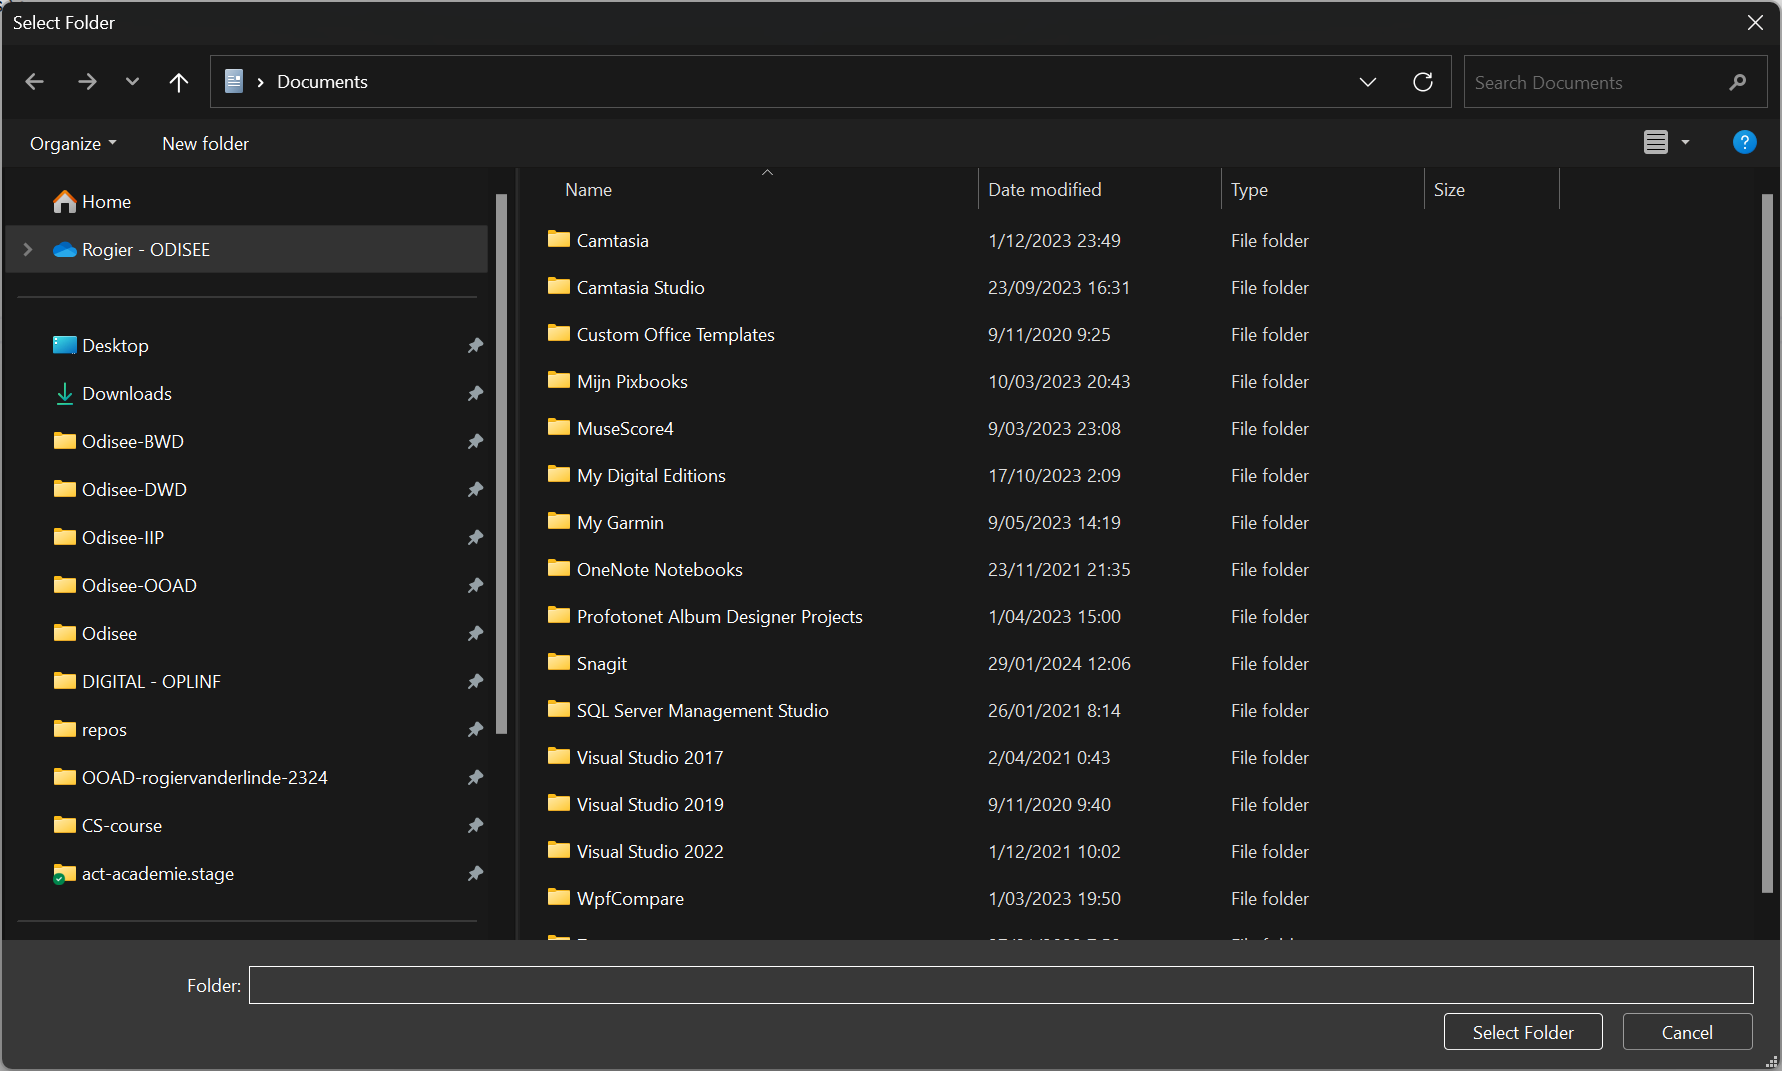 Select Folder
Documents
Search Documents
Organize
New folder
?
Home
Rogier - ODISEE
Desktop
Downloads
Odisee-BWD
Odisee-DWD
Odisee-IIP
Odisee-OOAD
Odisee
DIGITAL - OPLINF
repos
OOAD-rogiervanderlinde-2324
CS-course
act-academie.stage
Name Date modified Type Size
Camtasia 1/12/2023 23:49 File folder
Camtasia Studio 23/09/2023 16:31 File folder
Custom Office Templates 9/11/2020 9:25 File folder
Mijn Pixbooks 10/03/2023 20:43 File folder
MuseScore4 9/03/2023 23:08 File folder
My Digital Editions 17/10/2023 2:09 File folder
My Garmin 9/05/2023 14:19 File folder
OneNote Notebooks 23/11/2021 21:35 File folder
Profotonet Album Designer Projects 1/04/2023 15:00 File folder
Snagit 29/01/2024 12:06 File folder
SQL Server Management Studio 26/01/2021 8:14 File folder
Visual Studio 2017 2/04/2021 0:43 File folder
Visual Studio 2019 9/11/2020 9:40 File folder
Visual Studio 2022 1/12/2021 10:02 File folder
WpfCompare 1/03/2023 19:50 File folder
Folder:
Select Folder
Cancel